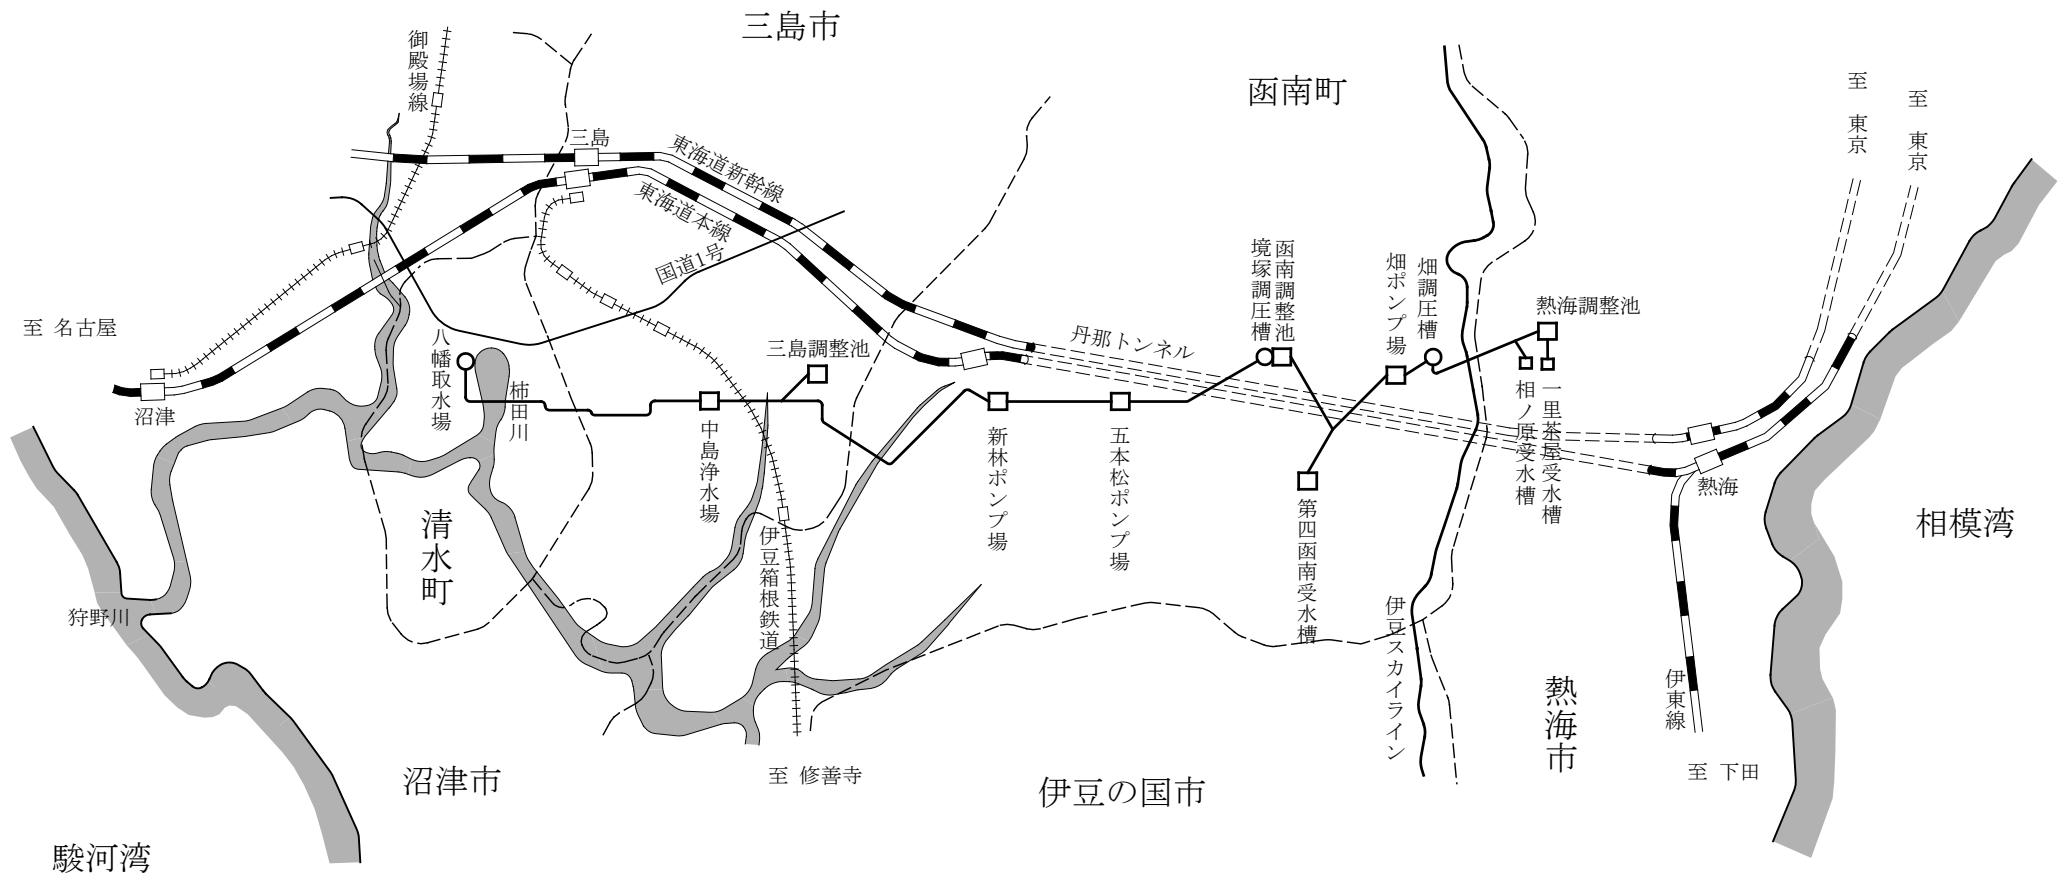 三島市
函南町
御殿場線
至 東京
至 東京
三島
東海道新幹線
東海道本線
国道1号
境塚調圧槽
函南調整池
畑ポンプ場
畑調圧槽
熱海調整池
至 名古屋
八幡取水場
丹那トンネル
三島調整池
柿田川
沼津
中島浄水場
新林ポンプ場
五本松ポンプ場
相ノ原受水槽
一里茶屋受水槽
熱海
第四函南受水槽
清水町
相模湾
伊豆箱根鉄道
狩野川
伊豆スカイライン
伊東線
熱海市
沼津市
至 修善寺
伊豆の国市
至 下田
駿河湾